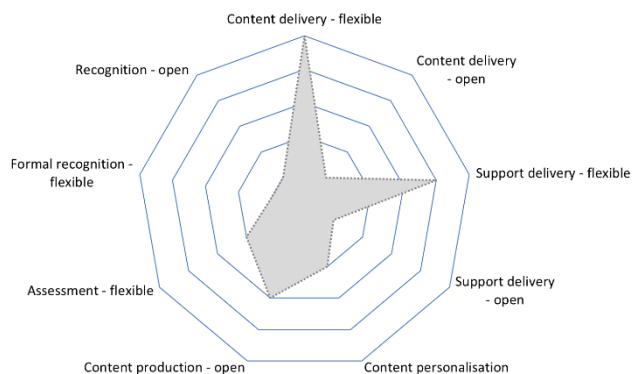 Content delivery - flexible
Content delivery
- open
Support delivery - flexible
Support delivery
- open
Content personalisation
Content production - open
Assessment - flexible
Formal recognition -
flexible
Recognition - open